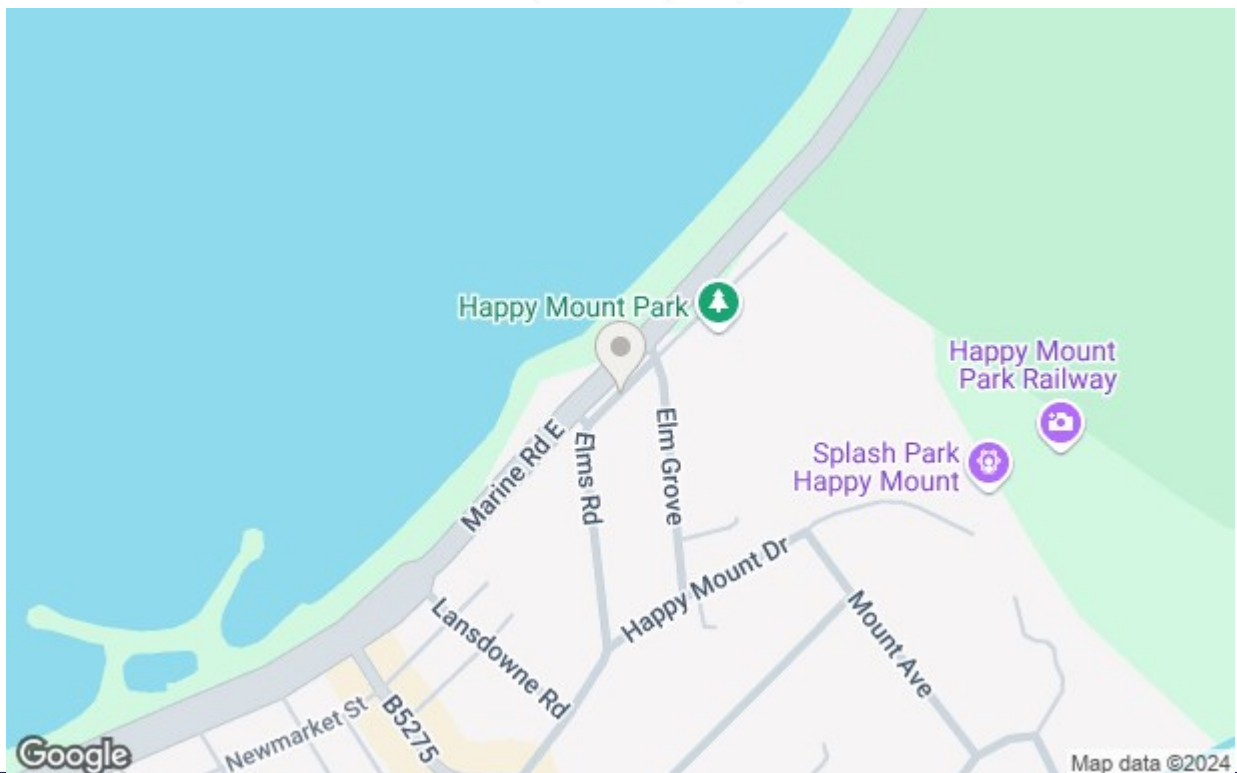 Happy Mount Park
Happy Mount
Park Railway
Splash Park
Happy Mount
Marine Rd E
Elms Rd
Elm Grove
Happy Mount Dr
Mount Ave
Lansdowne Rd
Newmarket St
B5275
Google
Map data ©2024